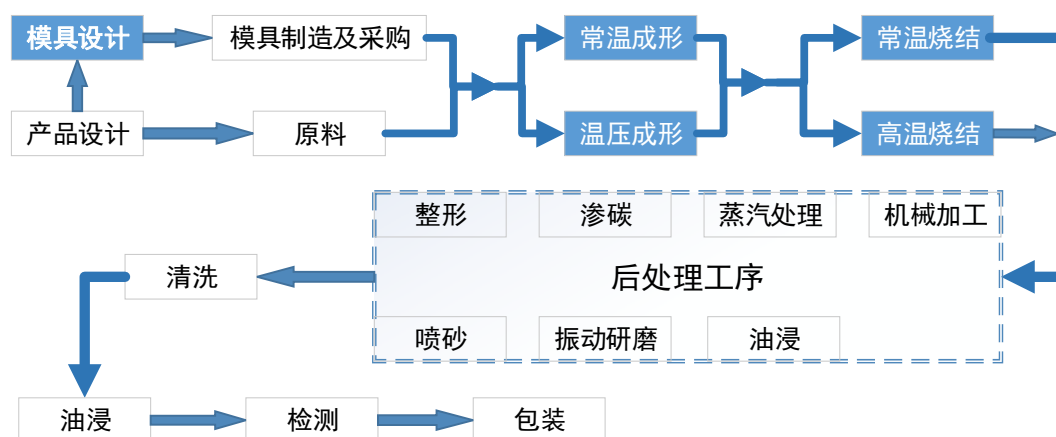 模具设计
模具制造及采购
常温成形
常温烧结
产品设计
原料
温压成形
高温烧结
整形
渗碳
蒸汽处理
机械加工
清洗
后处理工序
喷砂
振动研磨
油浸
油浸
检测
包装